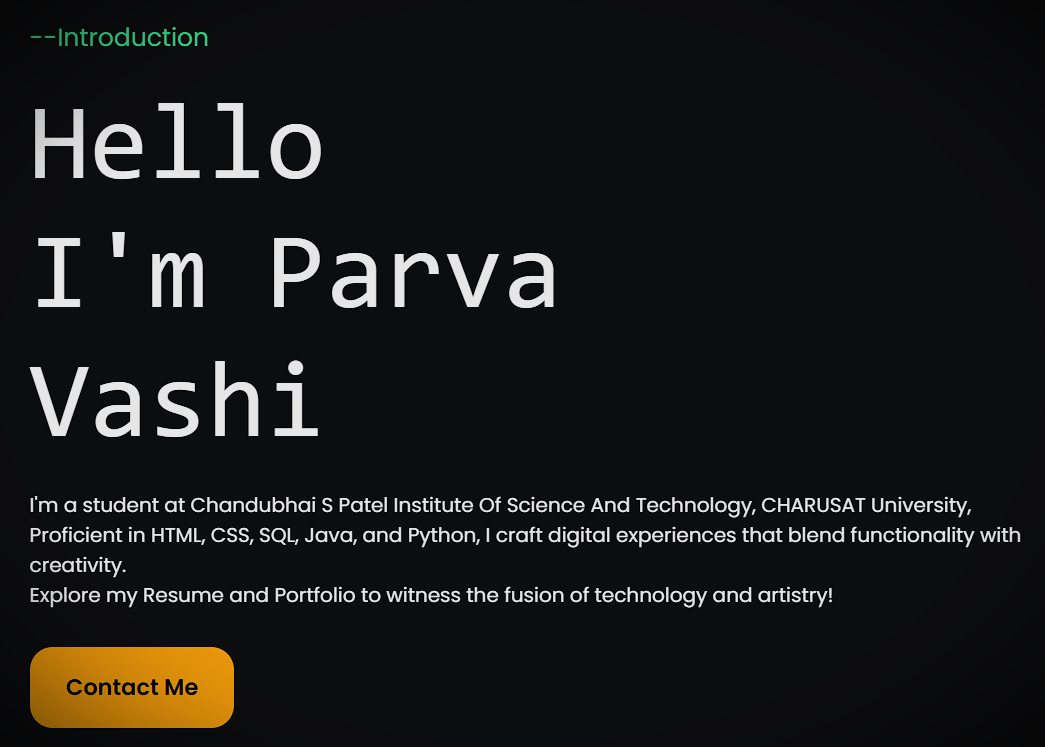 --Introduction
Hello
I'm Parva
Vashi
I'm a student at Chandubhai S Patel Institute Of Science And Technology, CHARUSAT University,
Proficient in HTML, CSS, SQL, Java, and Python, I craft digital experiences that blend functionality with
creativity.
Explore my Resume and Portfolio to witness the fusion of technology and artistry!
Contact Me